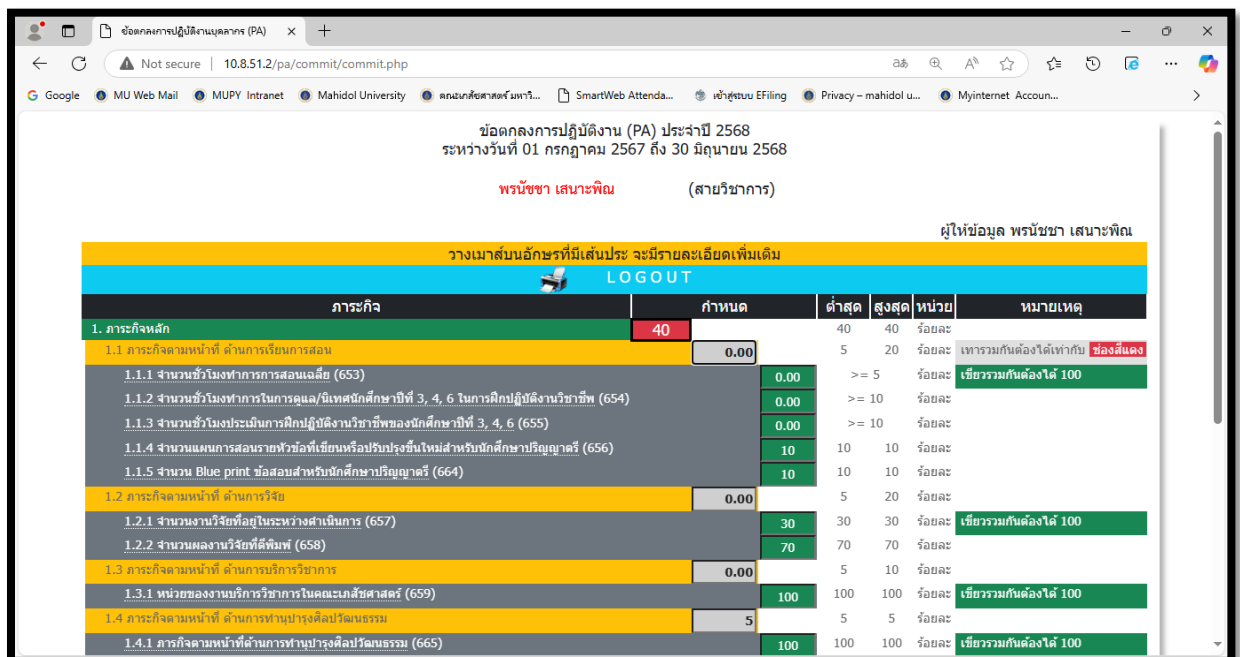 ข้อตกลงการปฏิบัติงานบุคลากร (PA)
Not secure | 10.8.51.2/pa/commit/commit.php
Google MU Web Mail MUPY Intranet Mahidol University คณะเภสัชศาสตร์ มหาวิ... SmartWeb Attenda... เข้าสู่ระบบ EFiling Privacy – mahidol u... Myinternet Accoun...
ข้อตกลงการปฏิบัติงาน (PA) ประจำปี 2568
ระหว่างวันที่ 01 กรกฎาคม 2567 ถึง 30 มิถุนายน 2568
พรนัชชา เสนาะพิณ (สายวิชาการ)
ผู้ให้ข้อมูล พรนัชชา เสนาะพิณ
วางเมาส์บนอักษรที่มีเส้นประ จะมีรายละเอียดเพิ่มเติม
LOGOUT
ภาระกิจ กำหนด ต่ำสุด สูงสุด หน่วย หมายเหตุ
1. ภาระกิจหลัก 40 40 40 ร้อยละ
1.1 ภาระกิจตามหน้าที่ ด้านการเรียนการสอน 0.00 5 20 ร้อยละ เทารวมกันต้องได้เท่ากับ ช่องสีแดง
1.1.1 จำนวนชั่วโมงทำการการสอนเฉลี่ย (653) 0.00 >= 5 ร้อยละ เขียวรวมกันต้องได้ 100
1.1.2 จำนวนชั่วโมงทำการในการดูแล/นิเทศนักศึกษาปีที่ 3, 4, 6 ในการฝึกปฏิบัติงานวิชาชีพ (654) 0.00 >= 10 ร้อยละ
1.1.3 จำนวนชั่วโมงประเมินการฝึกปฏิบัติงานวิชาชีพของนักศึกษาปีที่ 3, 4, 6 (655) 0.00 >= 10 ร้อยละ
1.1.4 จำนวนแผนการสอนรายหัวข้อที่เขียนหรือปรับปรุงขึ้นใหม่สำหรับนักศึกษาปริญญาตรี (656) 10 10 10 ร้อยละ
1.1.5 จำนวน Blue print ข้อสอบสำหรับนักศึกษาปริญญาตรี (664) 10 10 10 ร้อยละ
1.2 ภาระกิจตามหน้าที่ ด้านการวิจัย 0.00 5 20 ร้อยละ
1.2.1 จำนวนงานวิจัยที่อยู่ในระหว่างดำเนินการ (657) 30 30 30 ร้อยละ เขียวรวมกันต้องได้ 100
1.2.2 จำนวนผลงานวิจัยที่ตีพิมพ์ (658) 70 70 70 ร้อยละ
1.3 ภาระกิจตามหน้าที่ ด้านการบริการวิชาการ 0.00 5 10 ร้อยละ
1.3.1 หน่วยของงานบริการวิชาการในคณะเภสัชศาสตร์ (659) 100 100 100 ร้อยละ เขียวรวมกันต้องได้ 100
1.4 ภาระกิจตามหน้าที่ ด้านการทำนุบำรุงศิลปวัฒนธรรม 5 5 5 ร้อยละ
1.4.1 ภารกิจตามหน้าที่ด้านการทำนุบำรุงศิลปวัฒนธรรม (665) 100 100 100 ร้อยละ เขียวรวมกันต้องได้ 100